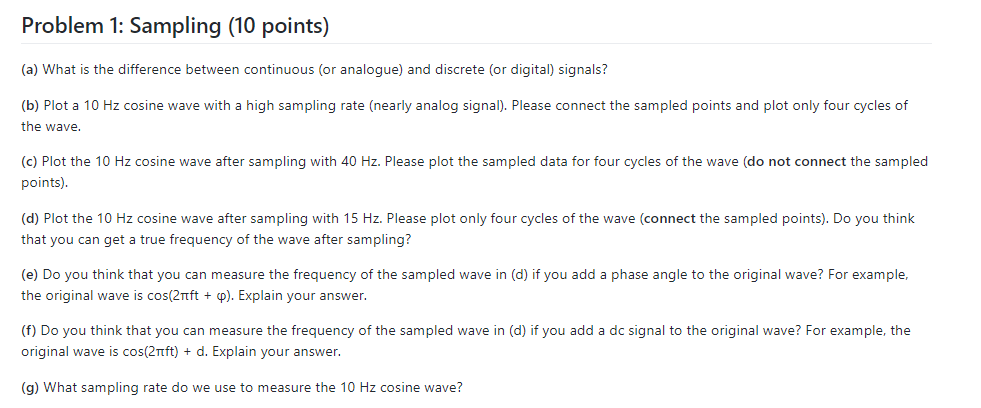 Problem 1: Sampling (10 points)
(a) What is the difference between continuous (or analogue) and discrete (or digital) signals?
(b) Plot a 10 Hz cosine wave with a high sampling rate (nearly analog signal). Please connect the sampled points and plot only four cycles of
the wave.
(c) Plot the 10 Hz cosine wave after sampling with 40 Hz. Please plot the sampled data for four cycles of the wave (do not connect the sampled
points).
(d) Plot the 10 Hz cosine wave after sampling with 15 Hz. Please plot only four cycles of the wave (connect the sampled points). Do you think
that you can get a true frequency of the wave after sampling?
(e) Do you think that you can measure the frequency of the sampled wave in (d) if you add a phase angle to the original wave? For example,
the original wave is cos(2πft + φ). Explain your answer.
(f) Do you think that you can measure the frequency of the sampled wave in (d) if you add a dc signal to the original wave? For example, the
original wave is cos(2πft) + d. Explain your answer.
(g) What sampling rate do we use to measure the 10 Hz cosine wave?